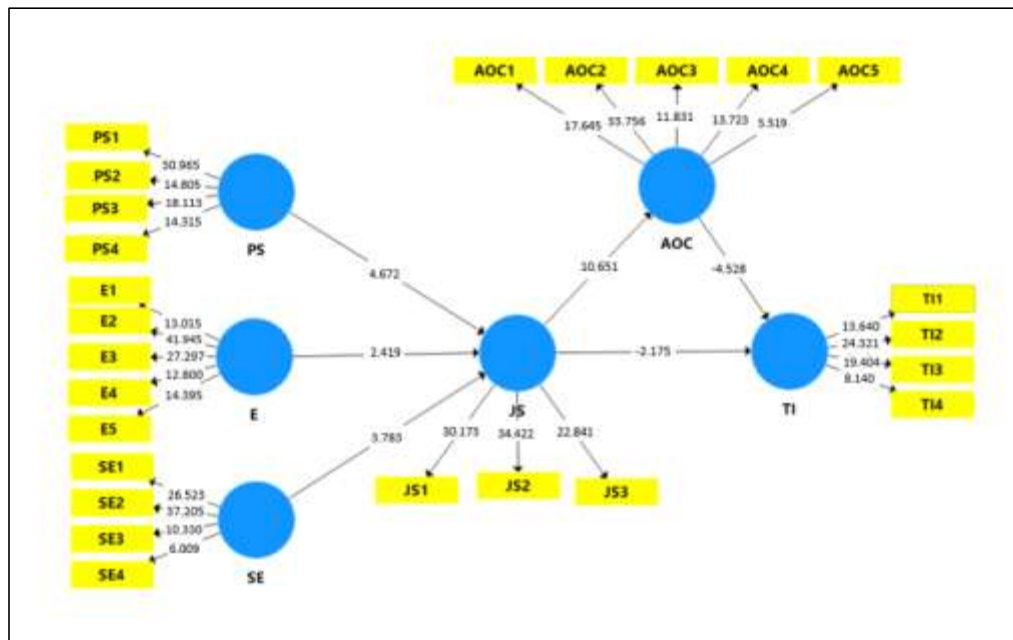 AOC1 AOC2 AOC3 AOC4 AOC5
17.645 33.756 11.831 13.723 5.519
AOC
PS1
PS2
PS3
PS4
30.965
14.805
18.113
14.315
PS
4.672
10.651
-4.528
E1
E2
E3
E4
E5
13.015
41.945
27.297
12.800
14.395
E
2.419
JS
-2.175
TI
13.640
24.321
19.404
8.140
TI1
TI2
TI3
TI4
3.783
30.173 34.422 22.841
JS1 JS2 JS3
SE1
SE2
SE3
SE4
26.523
37.205
10.330
6.009
SE